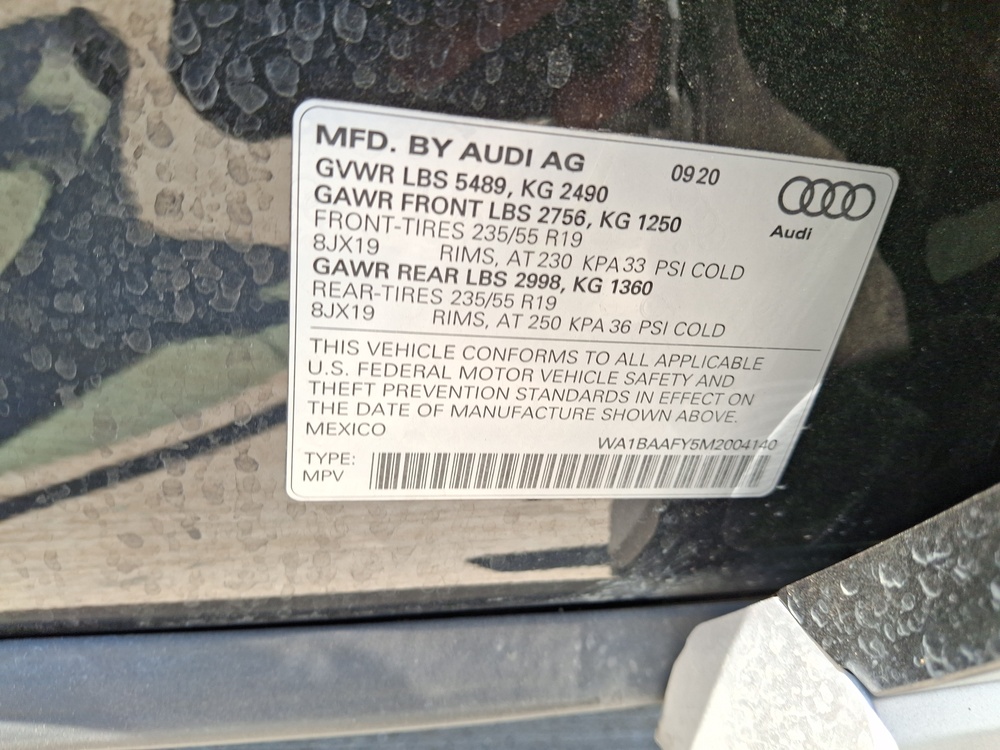 MFD. BY AUDI AG 09 20
GVWR LBS 5489, KG 2490
GAWR FRONT LBS 2756, KG 1250
FRONT-TIRES 235/55 R19
8JX19 RIMS, AT 230 KPA 33 PSI COLD
GAWR REAR LBS 2998, KG 1360
REAR-TIRES 235/55 R19
8JX19 RIMS, AT 250 KPA 36 PSI COLD
Audi
THIS VEHICLE CONFORMS TO ALL APPLICABLE
U.S. FEDERAL MOTOR VEHICLE SAFETY AND
THEFT PREVENTION STANDARDS IN EFFECT ON
THE DATE OF MANUFACTURE SHOWN ABOVE.
MEXICO
WA1BAAFY5M2004140
TYPE:
MPV